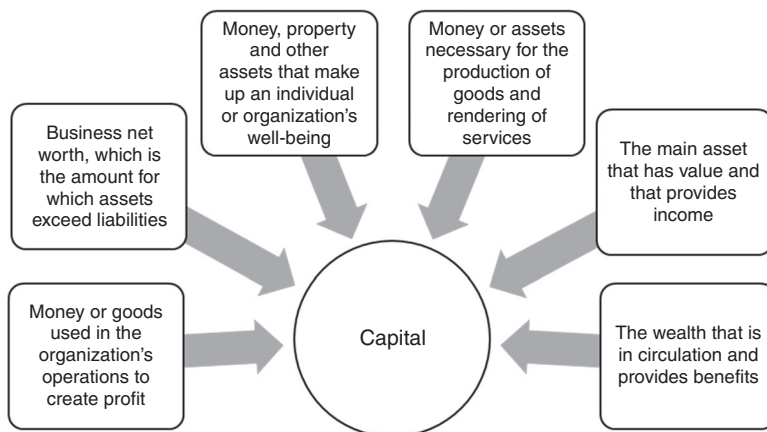 Money, property
and other
assets that make
up an individual
or organization's
well-being
Money or assets
necessary for the
production of
goods and
rendering of
services
Business net
worth, which is
the amount for
which assets
exceed liabilities
The main asset
that has value and
that provides
income
Money or goods
used in the
organization's
operations to
create profit
Capital
The wealth that is
in circulation and
provides benefits